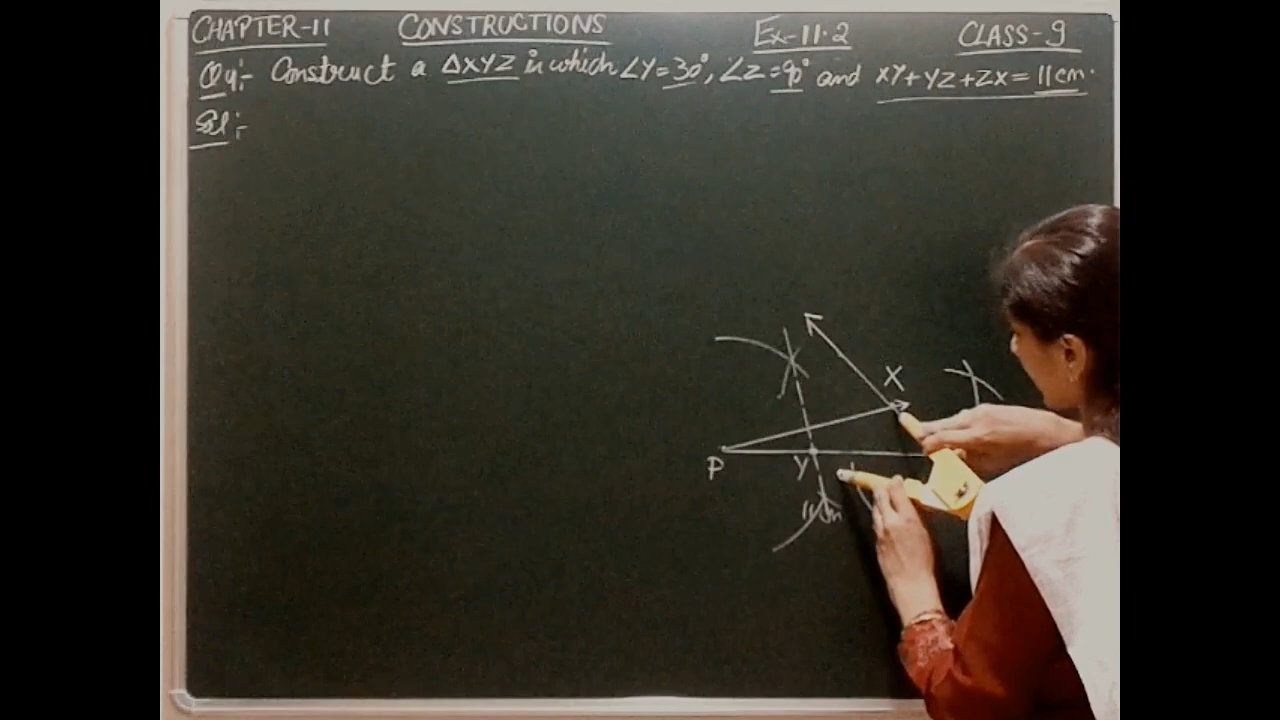 CHAPTER-11 CONSTRUCTIONS Ex-11.2 CLASS-9
Q4:- Construct a ΔXYZ in which ∠Y=30°, ∠Z=90° and XY+YZ+ZX=11cm.
Sol:-
X
P Y
11cm